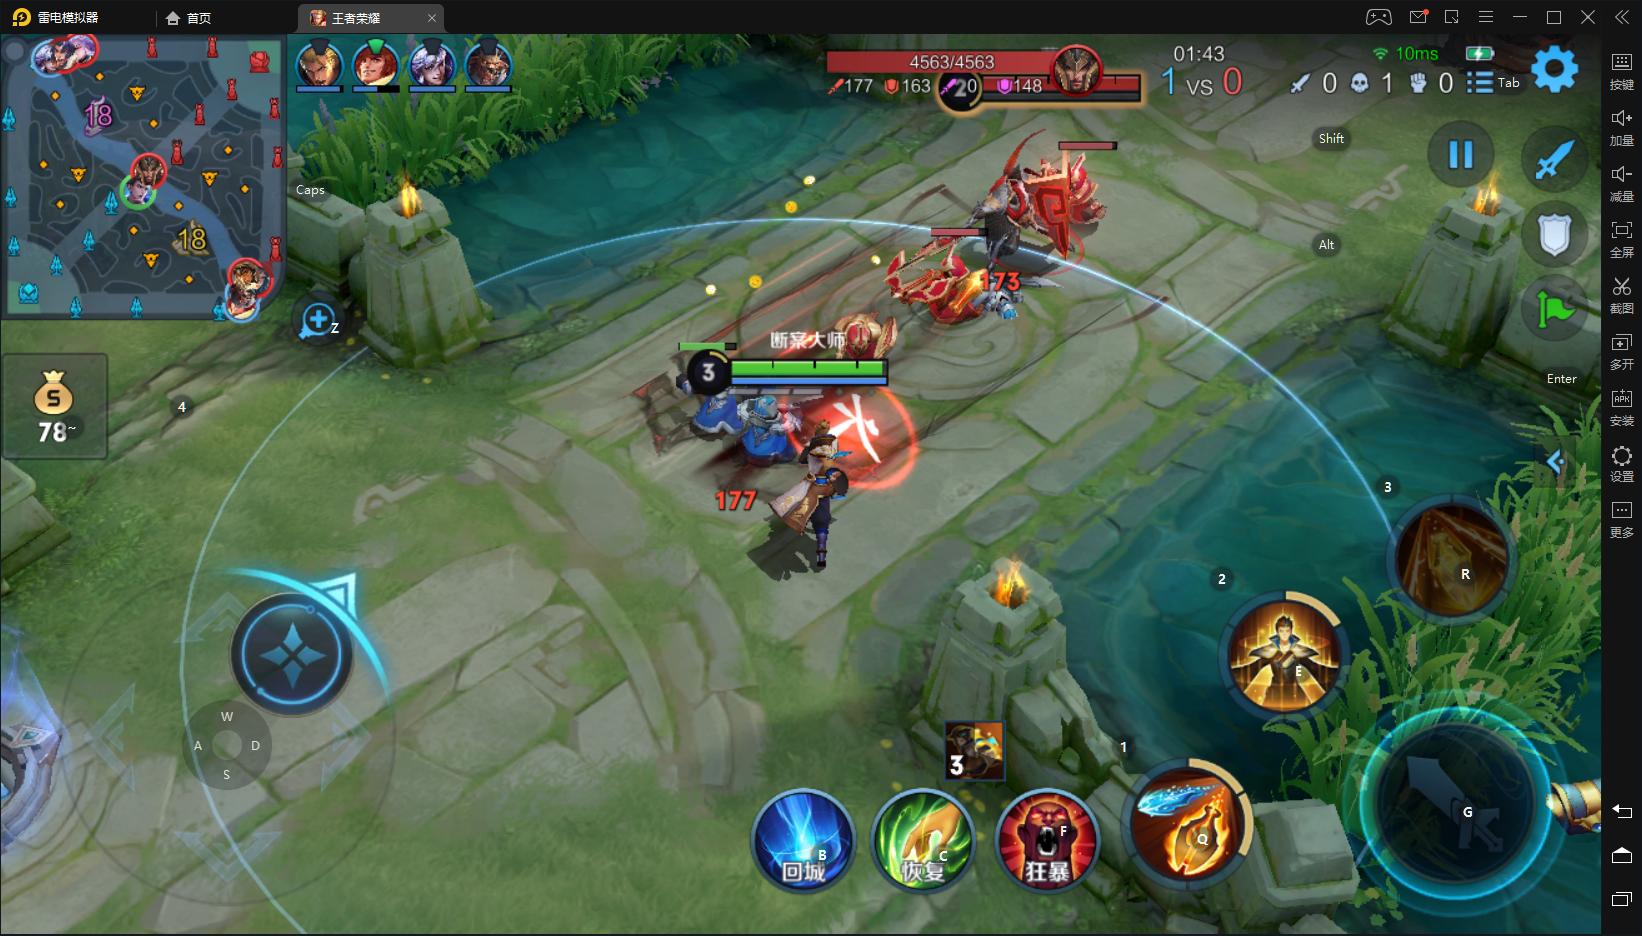 雷电模拟器
首页
王者荣耀
18
18
4563/4563
177
163
20
148
01:43
1 VS 0
10ms
0
1
0
Tab
按键
加量
减量
全屏
截图
多开
安装
设置
更多
APK
Caps
Shift
Alt
Enter
Z
S
78~
4
173
断案大师
3
177
3
R
2
E
W
A
D
S
1
3
G
Q
B
回城
C
恢复
F
狂暴